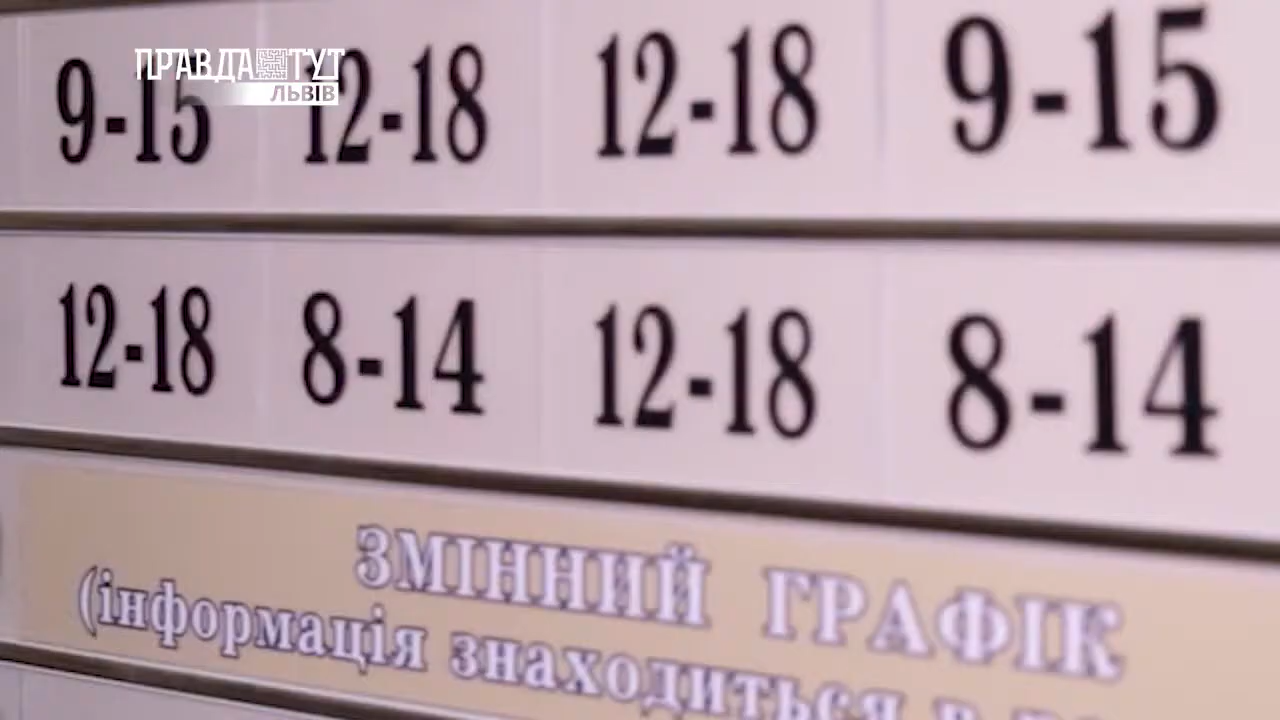 ПРАВДА ТУТ
ЛЬВІВ
9-15 12-18 12-18 9-15
12-18 8-14 12-18 8-14
ЗМІННИЙ ГРАФІК
(інформація знаходиться в